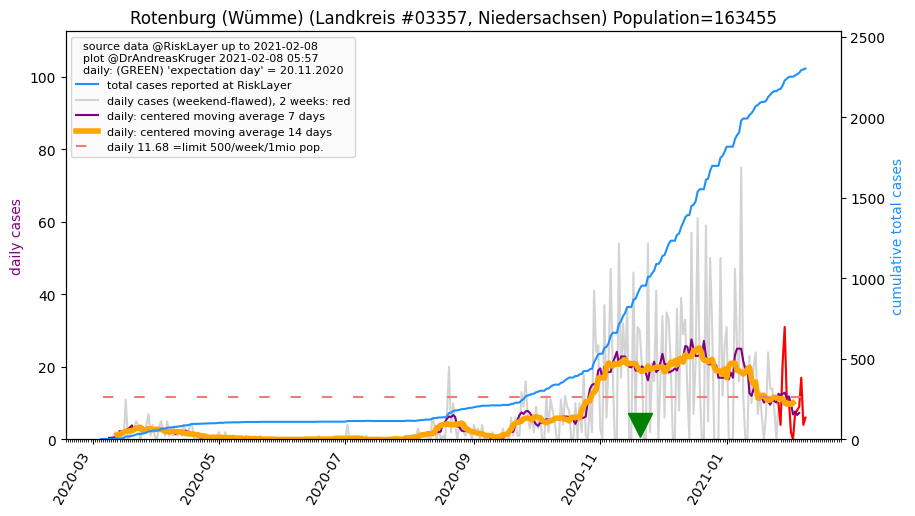 Rotenburg (Wümme) (Landkreis #03357, Niedersachsen) Population=163455
source data @RiskLayer up to 2021-02-08
plot @DrAndreasKruger 2021-02-08 05:57
daily: (GREEN) 'expectation day' = 20.11.2020
total cases reported at RiskLayer
daily cases (weekend-flawed), 2 weeks: red
daily: centered moving average 7 days
daily: centered moving average 14 days
daily 11.68 =limit 500/week/1mio pop.
daily cases
100
80
60
40
20
0
cumulative total cases
2500
2000
1500
1000
500
0
2020-03
2020-05
2020-07
2020-09
2020-11
2021-01